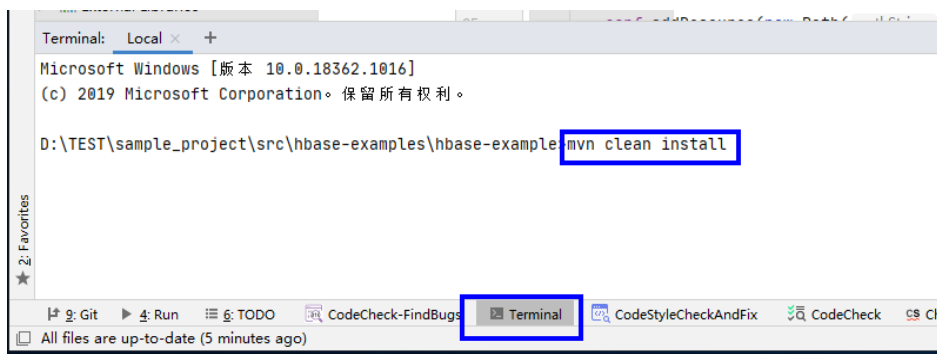 Terminal: Local × +
Microsoft Windows [版本 10.0.18362.1016]
(c) 2019 Microsoft Corporation。保留所有权利。
D:\TEST\sample_project\src\hbase-examples\hbase-example>mvn clean install
2: Favorites
9: Git 4: Run 6: TODO CodeCheck-FindBugs Terminal CodeStyleCheckAndFix CodeCheck
All files are up-to-date (5 minutes ago)